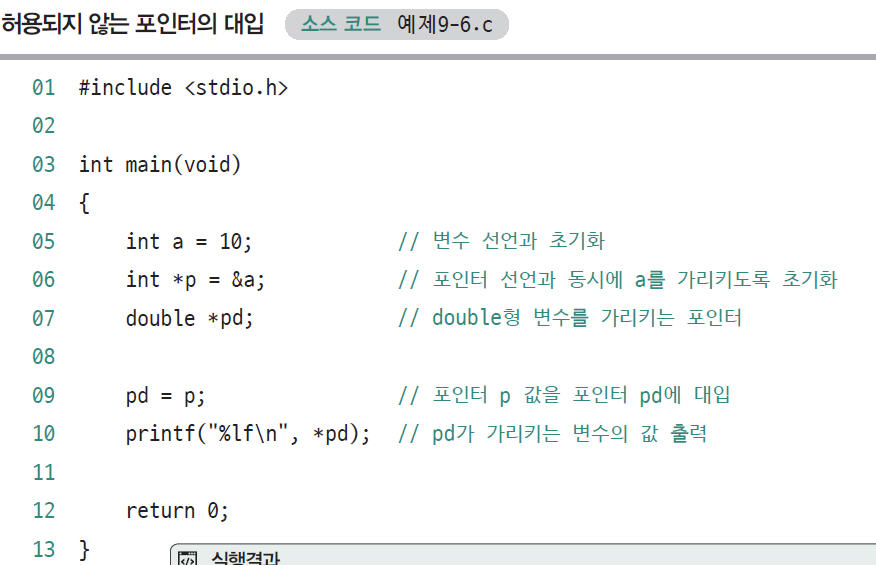 허용되지 않는 포인터의 대입 소스 코드 예제9-6.c
01 #include <stdio.h>
02
03 int main(void)
04 {
05 int a = 10; // 변수 선언과 초기화
06 int *p = &a; // 포인터 선언과 동시에 a를 가리키도록 초기화
07 double *pd; // double형 변수를 가리키는 포인터
08
09 pd = p; // 포인터 p 값을 포인터 pd에 대입
10 printf("%lf\n", *pd); // pd가 가리키는 변수의 값 출력
11
12 return 0;
13 }
실행결과